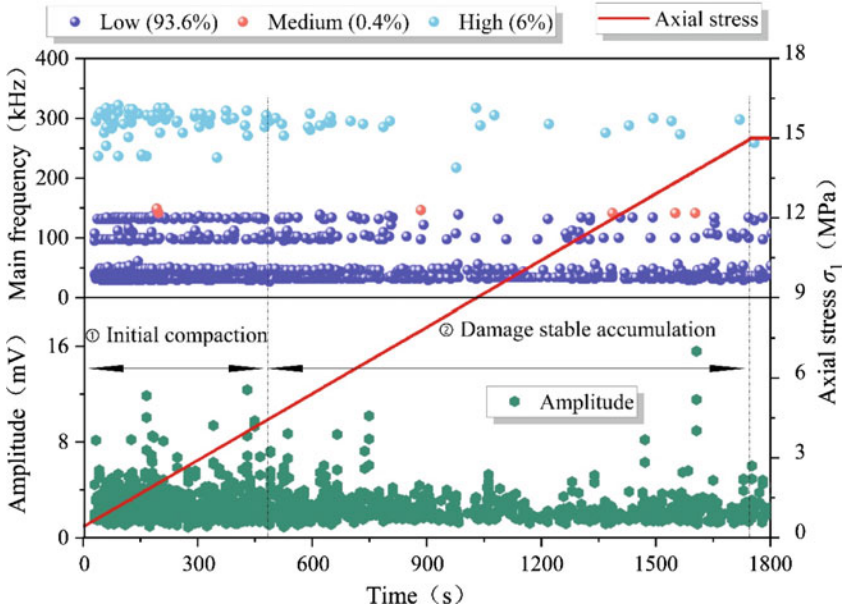 Low (93.6%) Medium (0.4%) High (6%) Axial stress
Main frequency (kHz)
400
300
200
100
0
Amplitude (mV)
16
12
8
4
0
Axial stress σ1 (MPa)
18
15
12
9
6
3
0
① Initial compaction
② Damage stable accumulation
Amplitude
0 300 600 900 1200 1500 1800
Time (s)